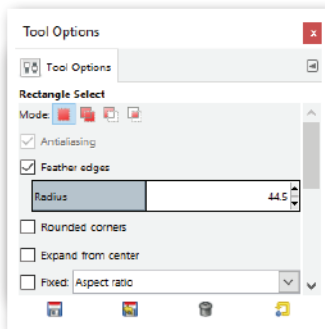 Tool Options
Tool Options
Rectangle Select
Mode:
Antialiasing
Feather edges
Radius 44.5
Rounded corners
Expand from center
Fixed: Aspect ratio